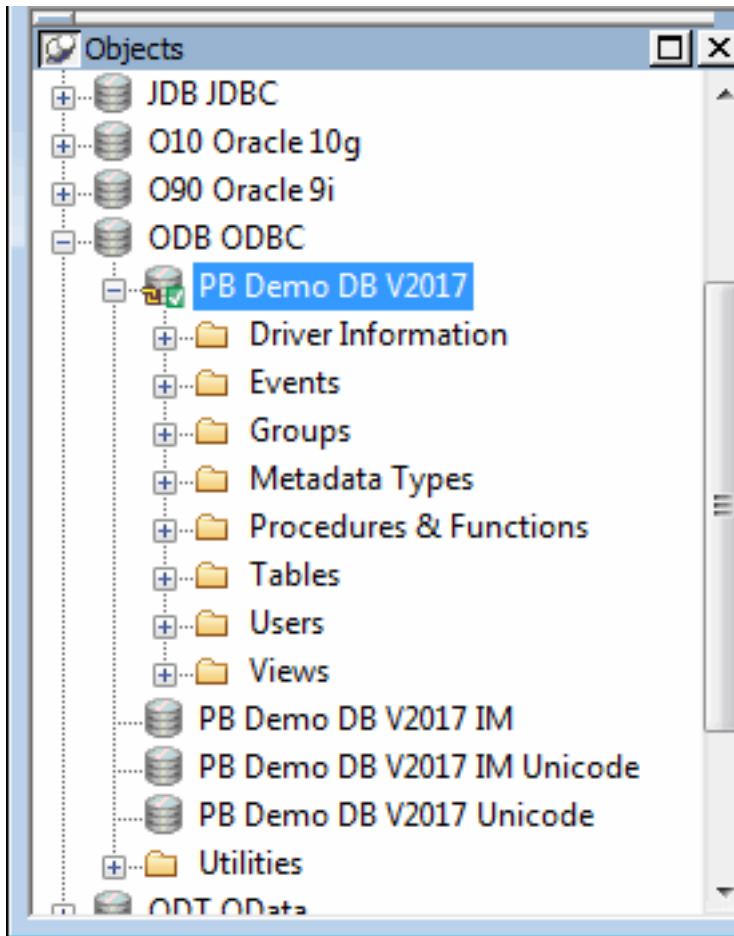 Objects
JDB JDBC
O10 Oracle 10g
O90 Oracle 9i
ODB ODBC
PB Demo DB V2017
Driver Information
Events
Groups
Metadata Types
Procedures & Functions
Tables
Users
Views
PB Demo DB V2017 IM
PB Demo DB V2017 IM Unicode
PB Demo DB V2017 Unicode
Utilities
ODT OData